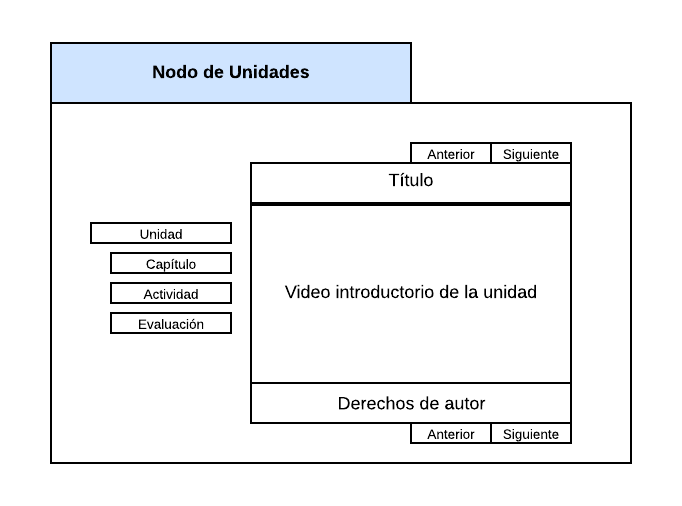 Nodo de Unidades
Anterior Siguiente
Título
Unidad
Capítulo
Actividad
Evaluación
Video introductorio de la unidad
Derechos de autor
Anterior Siguiente